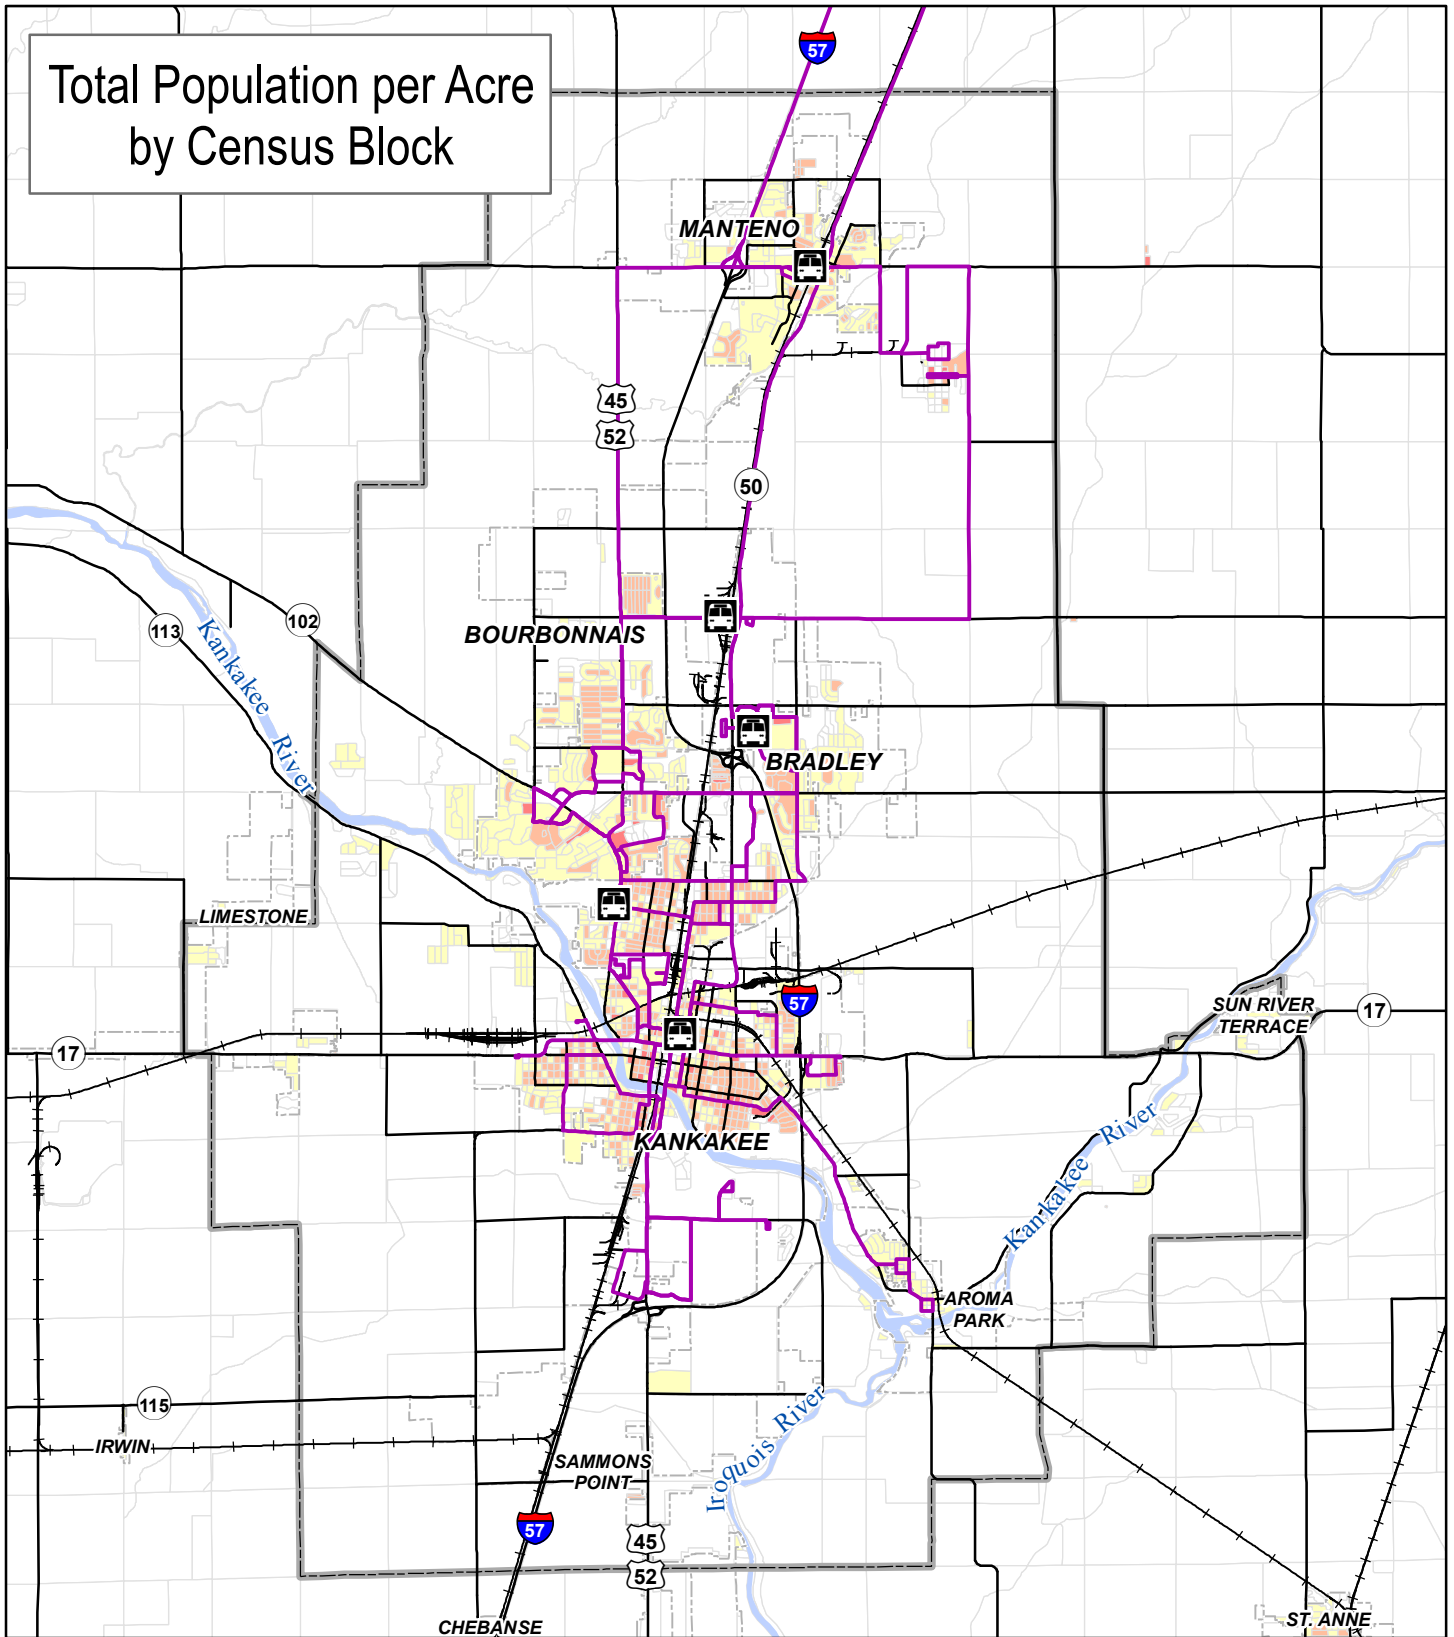 Total Population per Acre
by Census Block
57
MANTENO
45
52
50
BOURBONNAIS
102
113
Kankakee River
BRADLEY
LIMESTONE
57
SUN RIVER
TERRACE
17
17
KANKAKEE
Kankakee River
AROMA
PARK
115
IRWIN
Iroquois River
SAMMONS
POINT
57
45
52
CHEBANSE
ST. ANNE